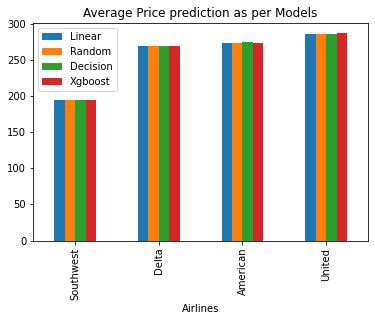 Average Price prediction as per Models
300
250
200
150
100
50
0
Linear
Random
Decision
Xgboost
Southwest
Delta
American
United
Airlines